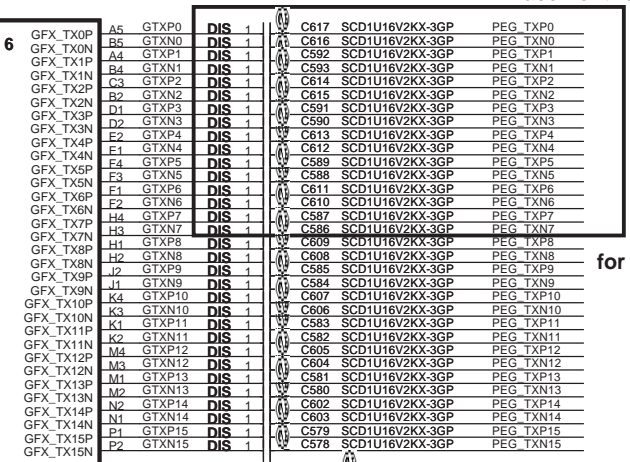 6
GFX_TX0P A5 GTXP0 DIS 1 C617 SCD1U16V2KX-3GP PEG_TXP0
GFX_TX0N B5 GTXN0 DIS 1 C616 SCD1U16V2KX-3GP PEG_TXN0
GFX_TX1P A4 GTXP1 DIS 1 C592 SCD1U16V2KX-3GP PEG_TXP1
GFX_TX1N B4 GTXN1 DIS 1 C593 SCD1U16V2KX-3GP PEG_TXN1
GFX_TX2P C3 GTXP2 DIS 1 C614 SCD1U16V2KX-3GP PEG_TXP2
GFX_TX2N B2 GTXN2 DIS 1 C615 SCD1U16V2KX-3GP PEG_TXN2
GFX_TX3P D1 GTXP3 DIS 1 C591 SCD1U16V2KX-3GP PEG_TXP3
GFX_TX3N D2 GTXN3 DIS 1 C590 SCD1U16V2KX-3GP PEG_TXN3
GFX_TX4P E2 GTXP4 DIS 1 C613 SCD1U16V2KX-3GP PEG_TXP4
GFX_TX4N E1 GTXN4 DIS 1 C612 SCD1U16V2KX-3GP PEG_TXN4
GFX_TX5P F4 GTXP5 DIS 1 C589 SCD1U16V2KX-3GP PEG_TXP5
GFX_TX5N F3 GTXN5 DIS 1 C588 SCD1U16V2KX-3GP PEG_TXN5
GFX_TX6P F1 GTXP6 DIS 1 C611 SCD1U16V2KX-3GP PEG_TXP6
GFX_TX6N F2 GTXN6 DIS 1 C610 SCD1U16V2KX-3GP PEG_TXN6
GFX_TX7P H4 GTXP7 DIS 1 C587 SCD1U16V2KX-3GP PEG_TXP7
GFX_TX7N H3 GTXN7 DIS 1 C586 SCD1U16V2KX-3GP PEG_TXN7
GFX_TX8P H1 GTXP8 DIS 1 C609 SCD1U16V2KX-3GP PEG_TXP8
GFX_TX8N H2 GTXN8 DIS 1 C608 SCD1U16V2KX-3GP PEG_TXN8
for
GFX_TX9P J2 GTXP9 DIS 1 C585 SCD1U16V2KX-3GP PEG_TXP9
GFX_TX9N J1 GTXN9 DIS 1 C584 SCD1U16V2KX-3GP PEG_TXN9
GFX_TX10P K4 GTXP10 DIS 1 C607 SCD1U16V2KX-3GP PEG_TXP10
GFX_TX10N K3 GTXN10 DIS 1 C606 SCD1U16V2KX-3GP PEG_TXN10
GFX_TX11P K1 GTXP11 DIS 1 C583 SCD1U16V2KX-3GP PEG_TXP11
GFX_TX11N K2 GTXN11 DIS 1 C582 SCD1U16V2KX-3GP PEG_TXN11
GFX_TX12P M4 GTXP12 DIS 1 C605 SCD1U16V2KX-3GP PEG_TXP12
GFX_TX12N M3 GTXN12 DIS 1 C604 SCD1U16V2KX-3GP PEG_TXN12
GFX_TX13P M1 GTXP13 DIS 1 C581 SCD1U16V2KX-3GP PEG_TXP13
GFX_TX13N M2 GTXN13 DIS 1 C580 SCD1U16V2KX-3GP PEG_TXN13
GFX_TX14P N2 GTXP14 DIS 1 C602 SCD1U16V2KX-3GP PEG_TXP14
GFX_TX14N N1 GTXN14 DIS 1 C603 SCD1U16V2KX-3GP PEG_TXN14
GFX_TX15P P1 GTXP15 DIS 1 C579 SCD1U16V2KX-3GP PEG_TXP15
GFX_TX15N P2 GTXN15 DIS 1 C578 SCD1U16V2KX-3GP PEG_TXN15